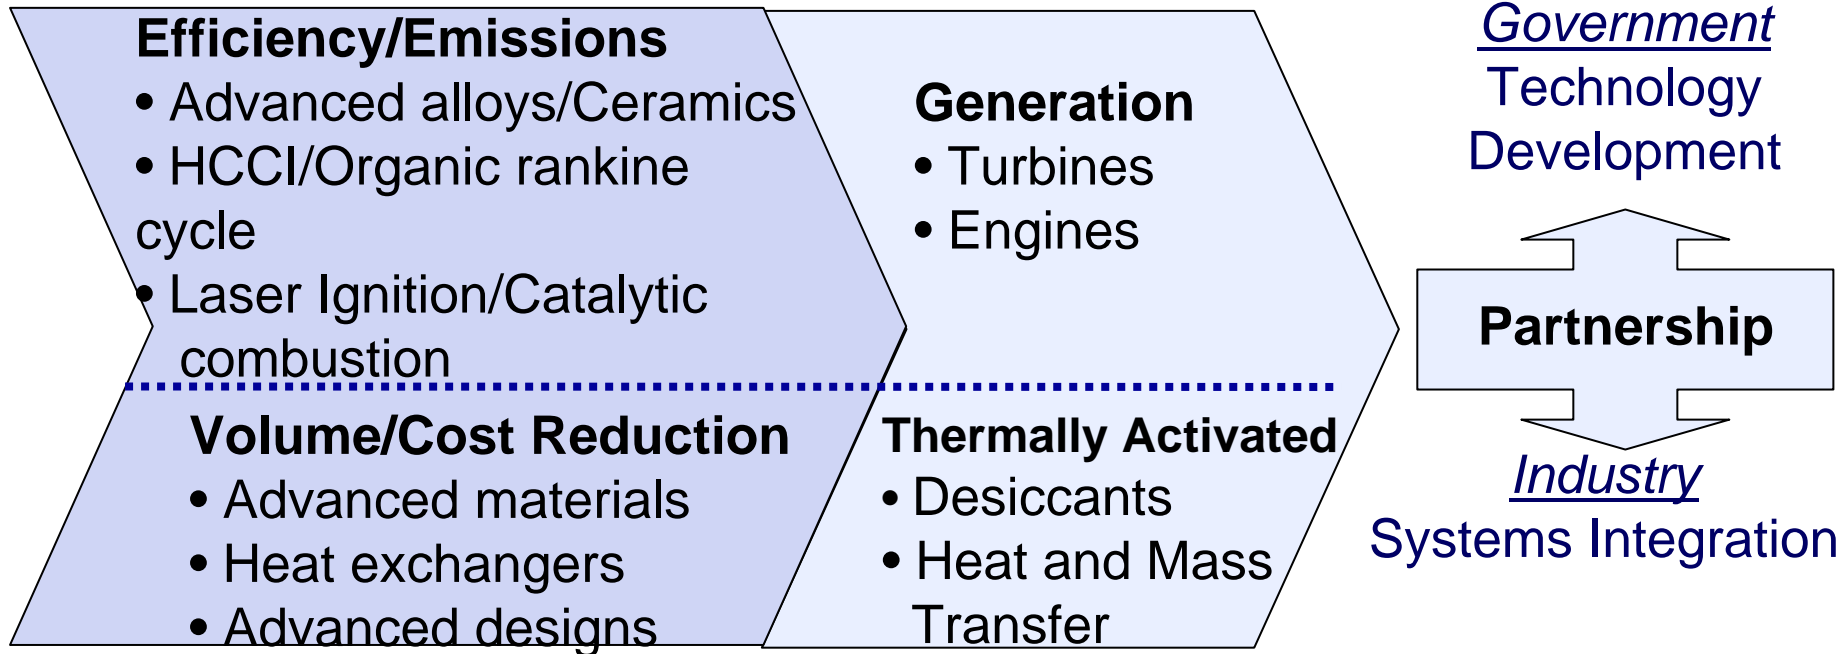 Efficiency/Emissions
• Advanced alloys/Ceramics
• HCCI/Organic rankine
cycle
• Laser Ignition/Catalytic
combustion
Volume/Cost Reduction
• Advanced materials
• Heat exchangers
• Advanced designs
Generation
• Turbines
• Engines
Thermally Activated
• Desiccants
• Heat and Mass
Transfer
Government
Technology
Development
Partnership
Industry
Systems Integration